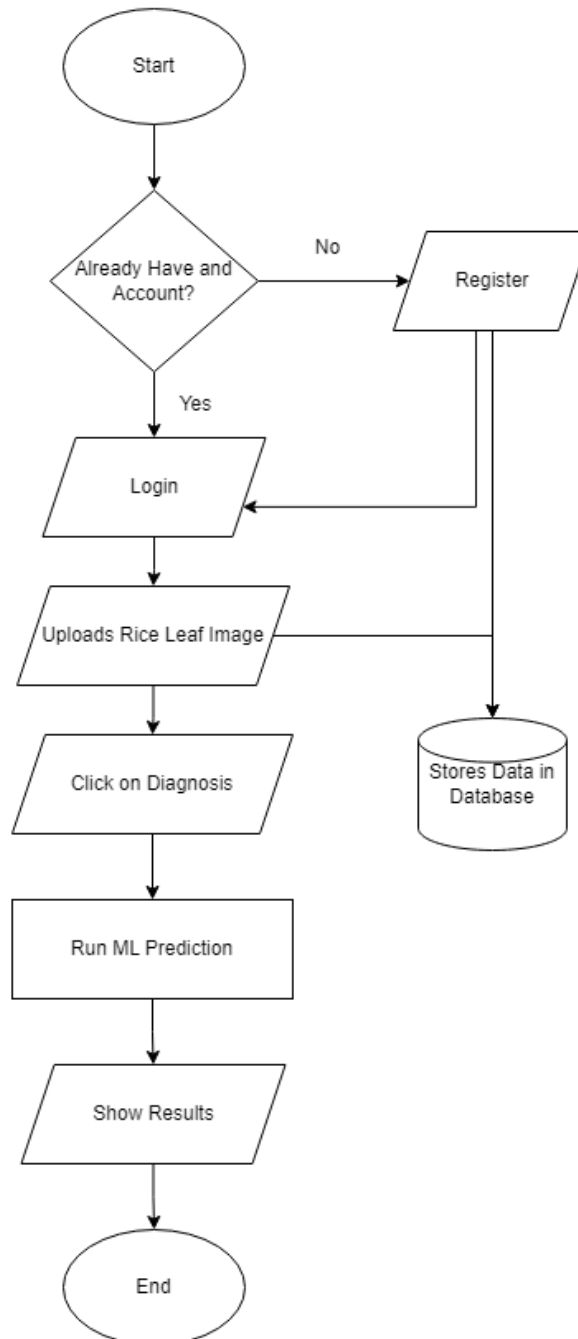 Start
No
Already Have and
Account?
Register
Yes
Login
Uploads Rice Leaf Image
Click on Diagnosis
Stores Data in
Database
Run ML Prediction
Show Results
End